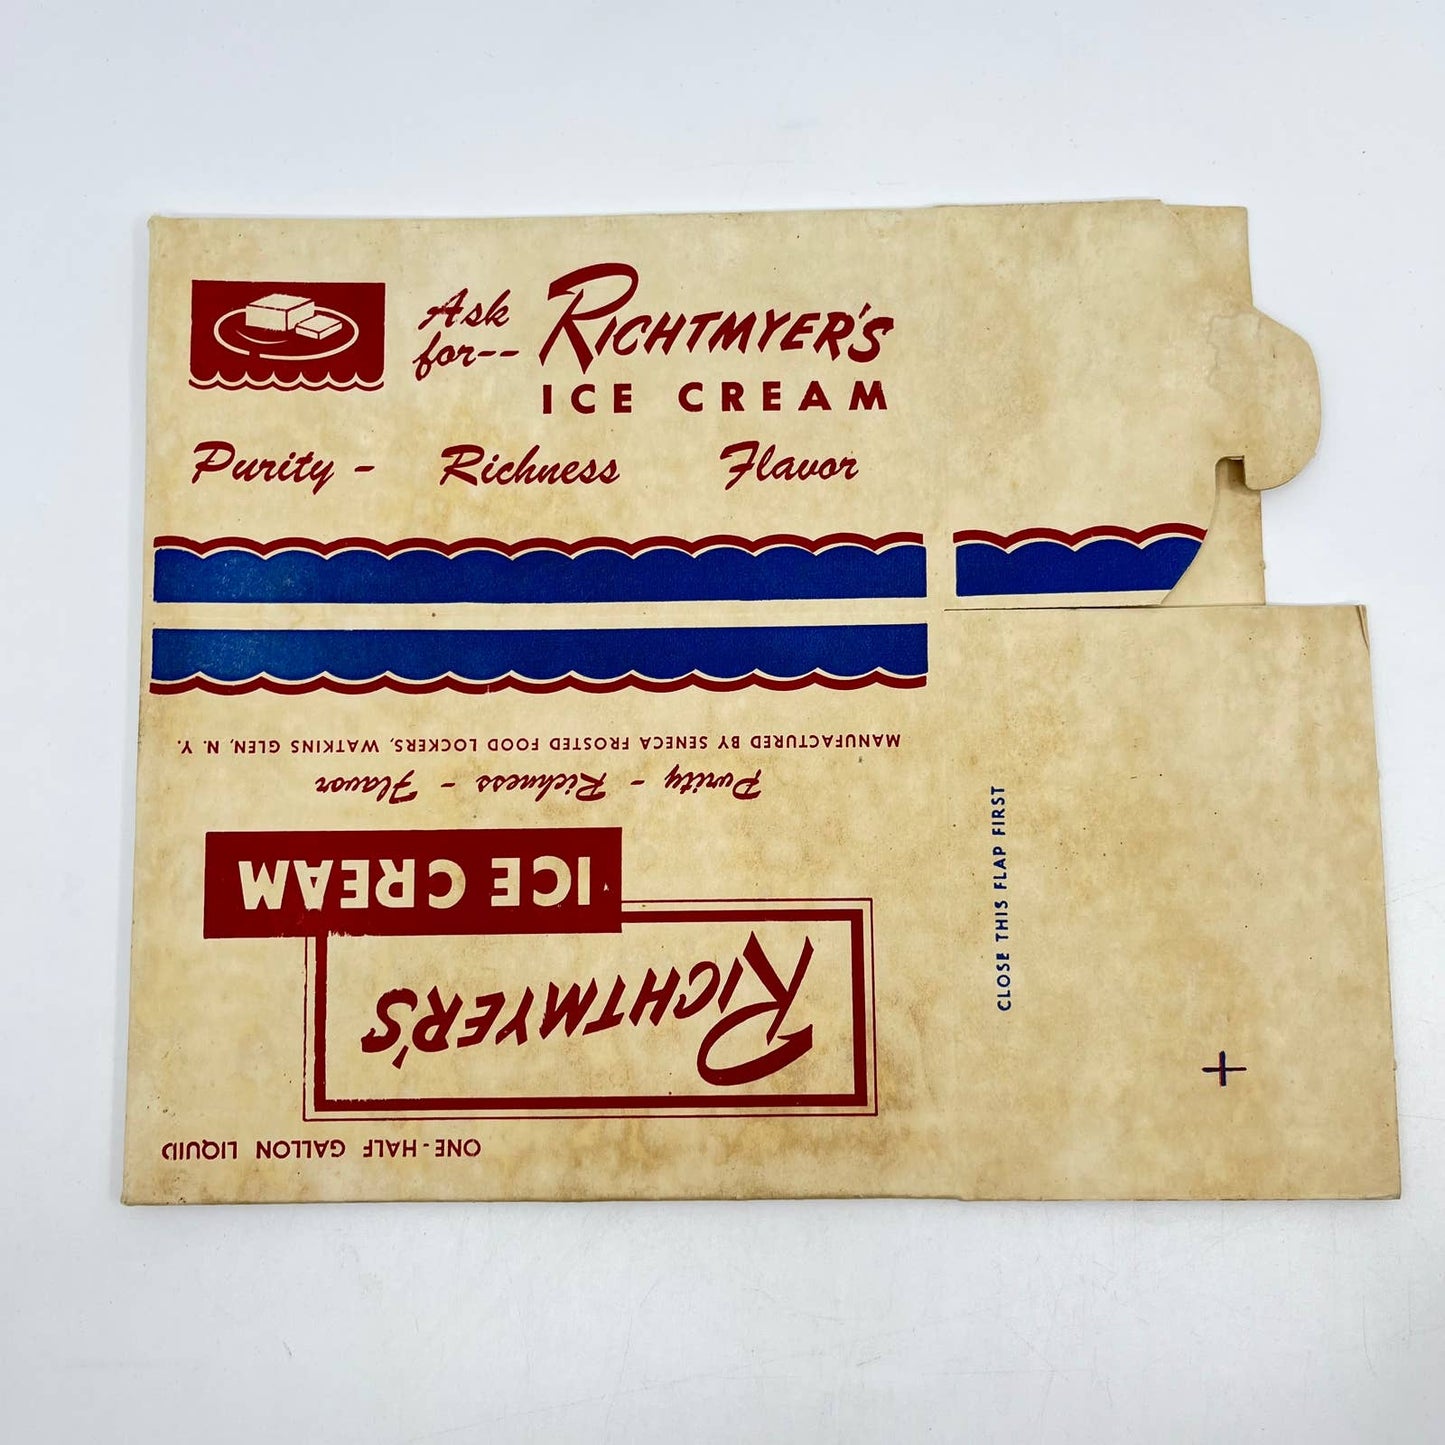 Ask
for--
RICHTMYER'S
ICE CREAM
Purity - Richness Flavor
MANUFACTURED BY SENECA FROSTED FOOD LOCKERS, WATKINS GLEN, N. Y.
Purity - Richness - Flavor
ICE CREAM
RICHTMYER'S
ONE-HALF GALLON LIQUID
CLOSE THIS FLAP FIRST